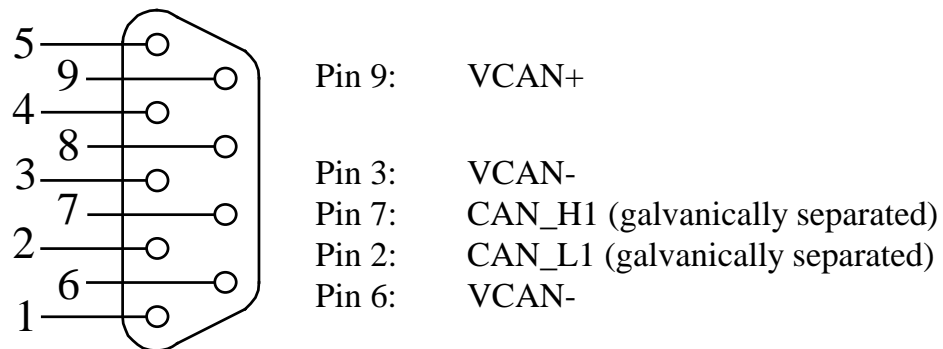 5
9
4
8
3
7
2
6
1
Pin 9: VCAN+
Pin 3: VCAN-
Pin 7: CAN_H1 (galvanically separated)
Pin 2: CAN_L1 (galvanically separated)
Pin 6: VCAN-